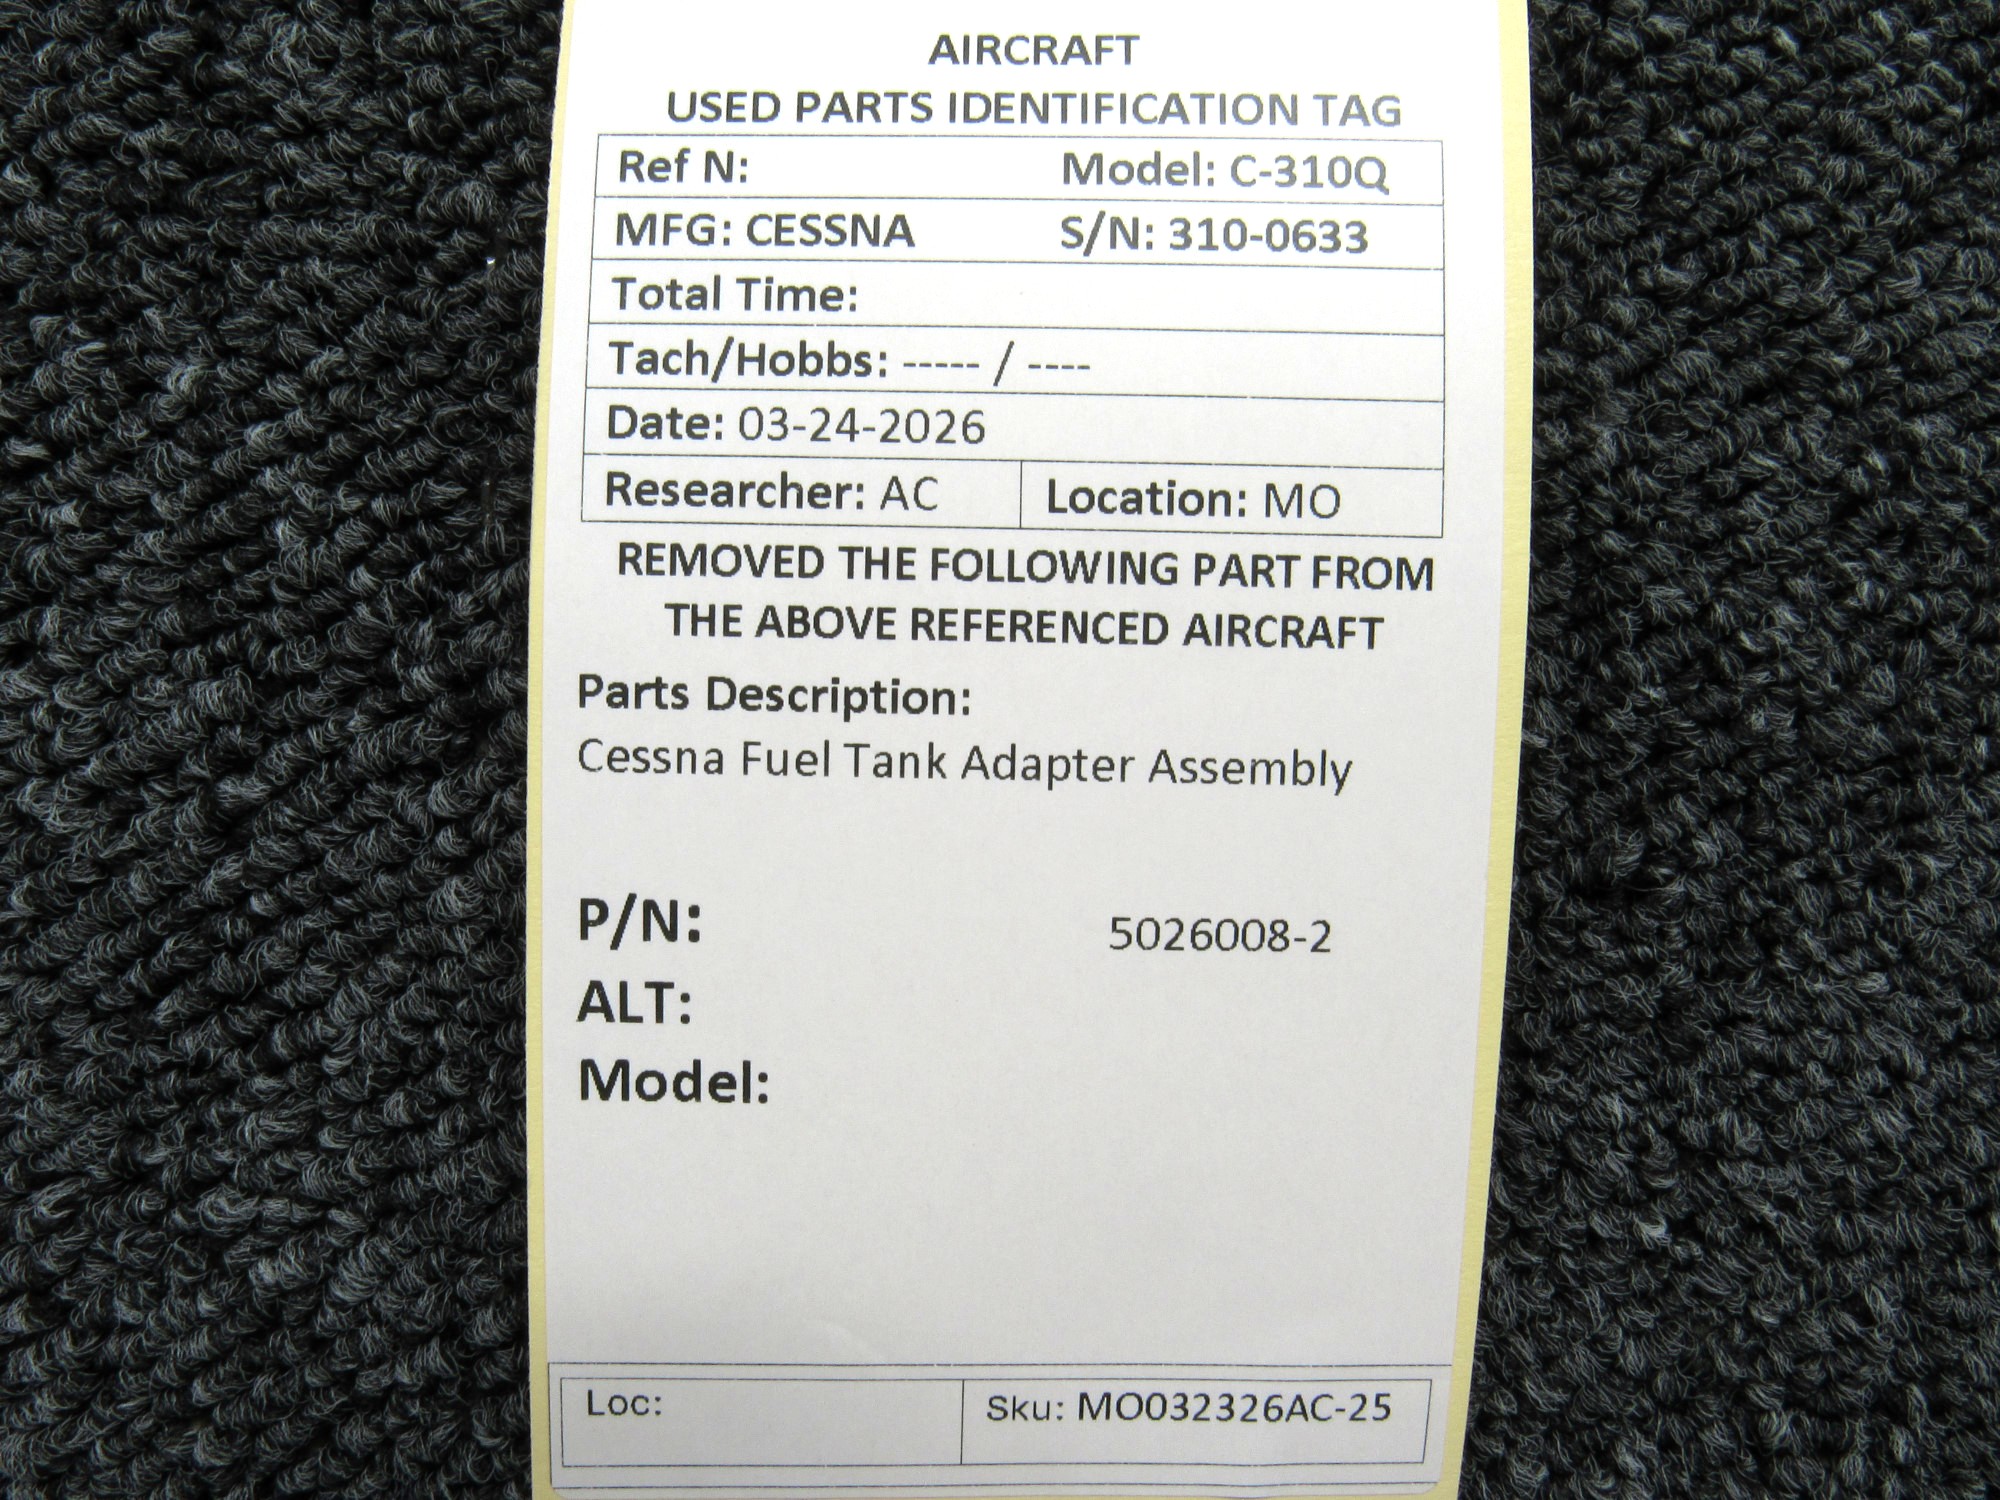 AIRCRAFT
USED PARTS IDENTIFICATION TAG
Ref N: Model: C-310Q
MFG: CESSNA S/N: 310-0633
Total Time:
Tach/Hobbs: ----- / ----
Date: 03-24-2026
Researcher: AC Location: MO
REMOVED THE FOLLOWING PART FROM
THE ABOVE REFERENCED AIRCRAFT
Parts Description:
Cessna Fuel Tank Adapter Assembly
P/N: 5026008-2
ALT:
Model:
Loc: Sku: MO032326AC-25